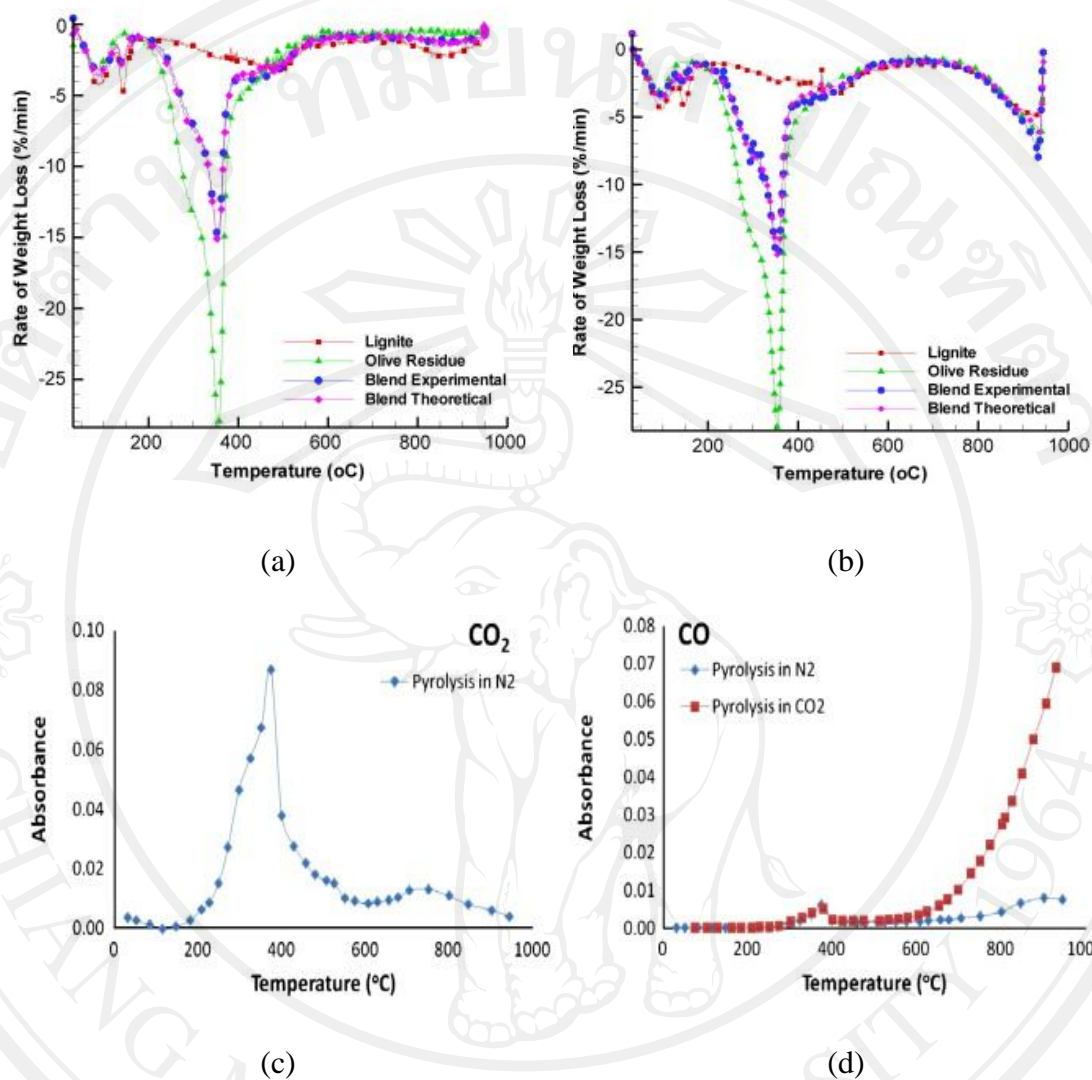 0
-5
-10
-15
-20
-25
Rate of Weight Loss (%/min)
Lignite
Olive Residue
Blend Experimental
Blend Theoretical
200 400 600 800 1000
Temperature (oC)
(a)
0
-5
-10
-15
-20
-25
Rate of Weight Loss (%/min)
Lignite
Olive Residue
Blend Experimental
Blend Theoretical
200 400 600 800 1000
Temperature (oC)
(b)
CO₂
Pyrolysis in N2
0.10
0.08
0.06
0.04
0.02
0.00
Absorbance
0 200 400 600 800 1000
Temperature (°C)
(c)
CO
Pyrolysis in N2
Pyrolysis in CO2
0.08
0.07
0.06
0.05
0.04
0.03
0.02
0.01
0.00
Absorbance
0 200 400 600 800 100
Temperature (°C)
(d)